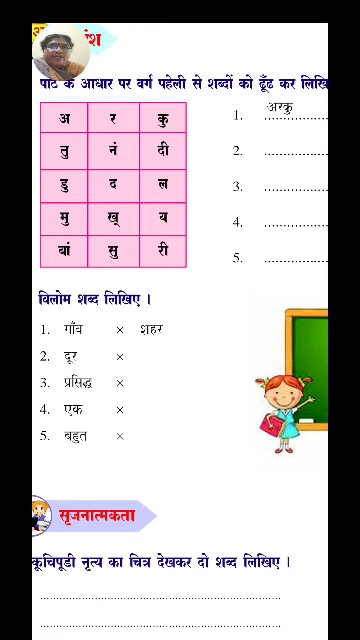 अंश
पाठ के आधार पर वर्ग पहेली से शब्दों को ढूँढ कर लिखि
अ र कु
तु नं दी
डु द ल
मु ख् य
बां सु री
1. अरकु
2.
3.
4.
5.
विलोम शब्द लिखिए ।
1. गाँव × शहर
2. दूर ×
3. प्रसिद्ध ×
4. एक ×
5. बहुत ×
सृजनात्मकता
कूचिपूडी नृत्य का चित्र देखकर दो शब्द लिखिए ।